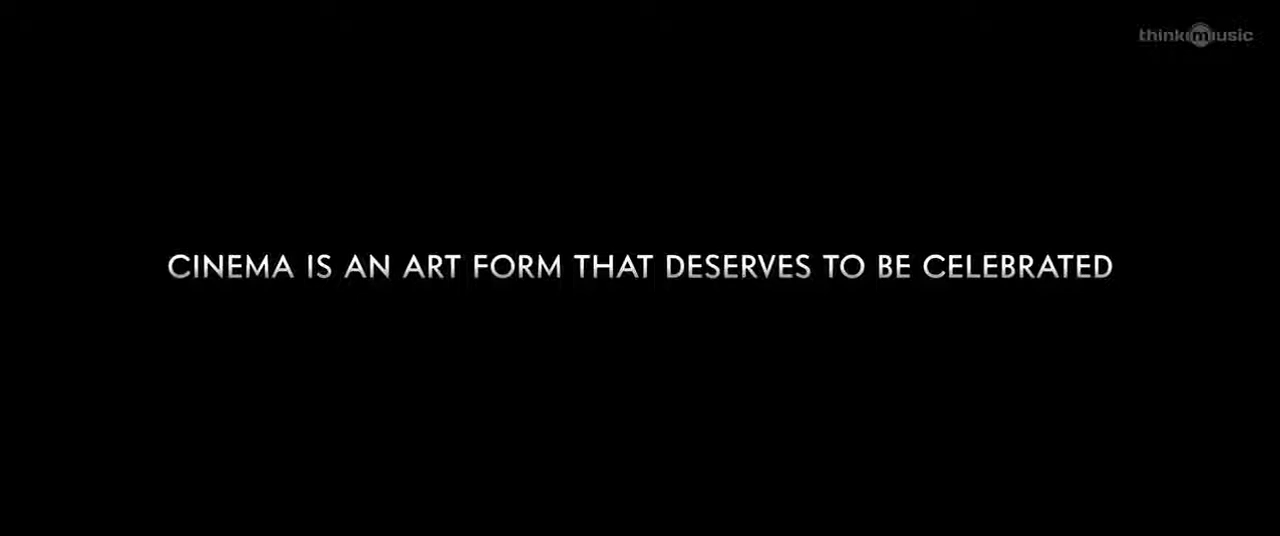 thinkmusic
CINEMA IS AN ART FORM THAT DESERVES TO BE CELEBRATED